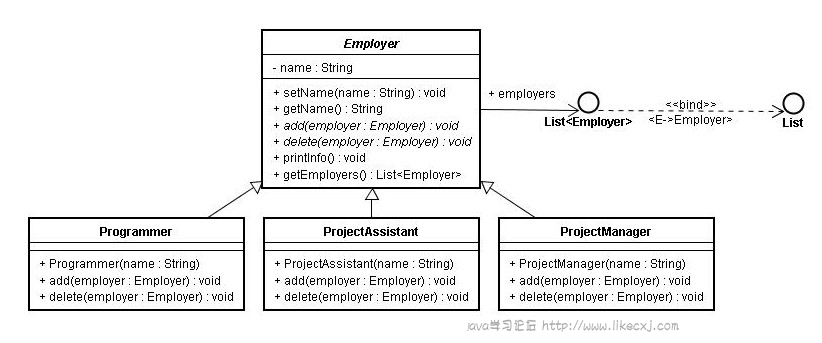 Employer
- name : String
+ setName(name : String) : void
+ getName() : String
+ add(employer : Employer) : void
+ delete(employer : Employer) : void
+ printInfo() : void
+ getEmployers() : List<Employer>
+ employers
List<Employer>
<<bind>>
<E->Employer>
List
Programmer
+ Programmer(name : String)
+ add(employer : Employer) : void
+ delete(employer : Employer) : void
ProjectAssistant
+ ProjectAssistant(name : String)
+ add(employer : Employer) : void
+ delete(employer : Employer) : void
ProjectManager
+ ProjectManager(name : String)
+ add(employer : Employer) : void
+ delete(employer : Employer) : void
java学习论坛 http://www.likecxj.com